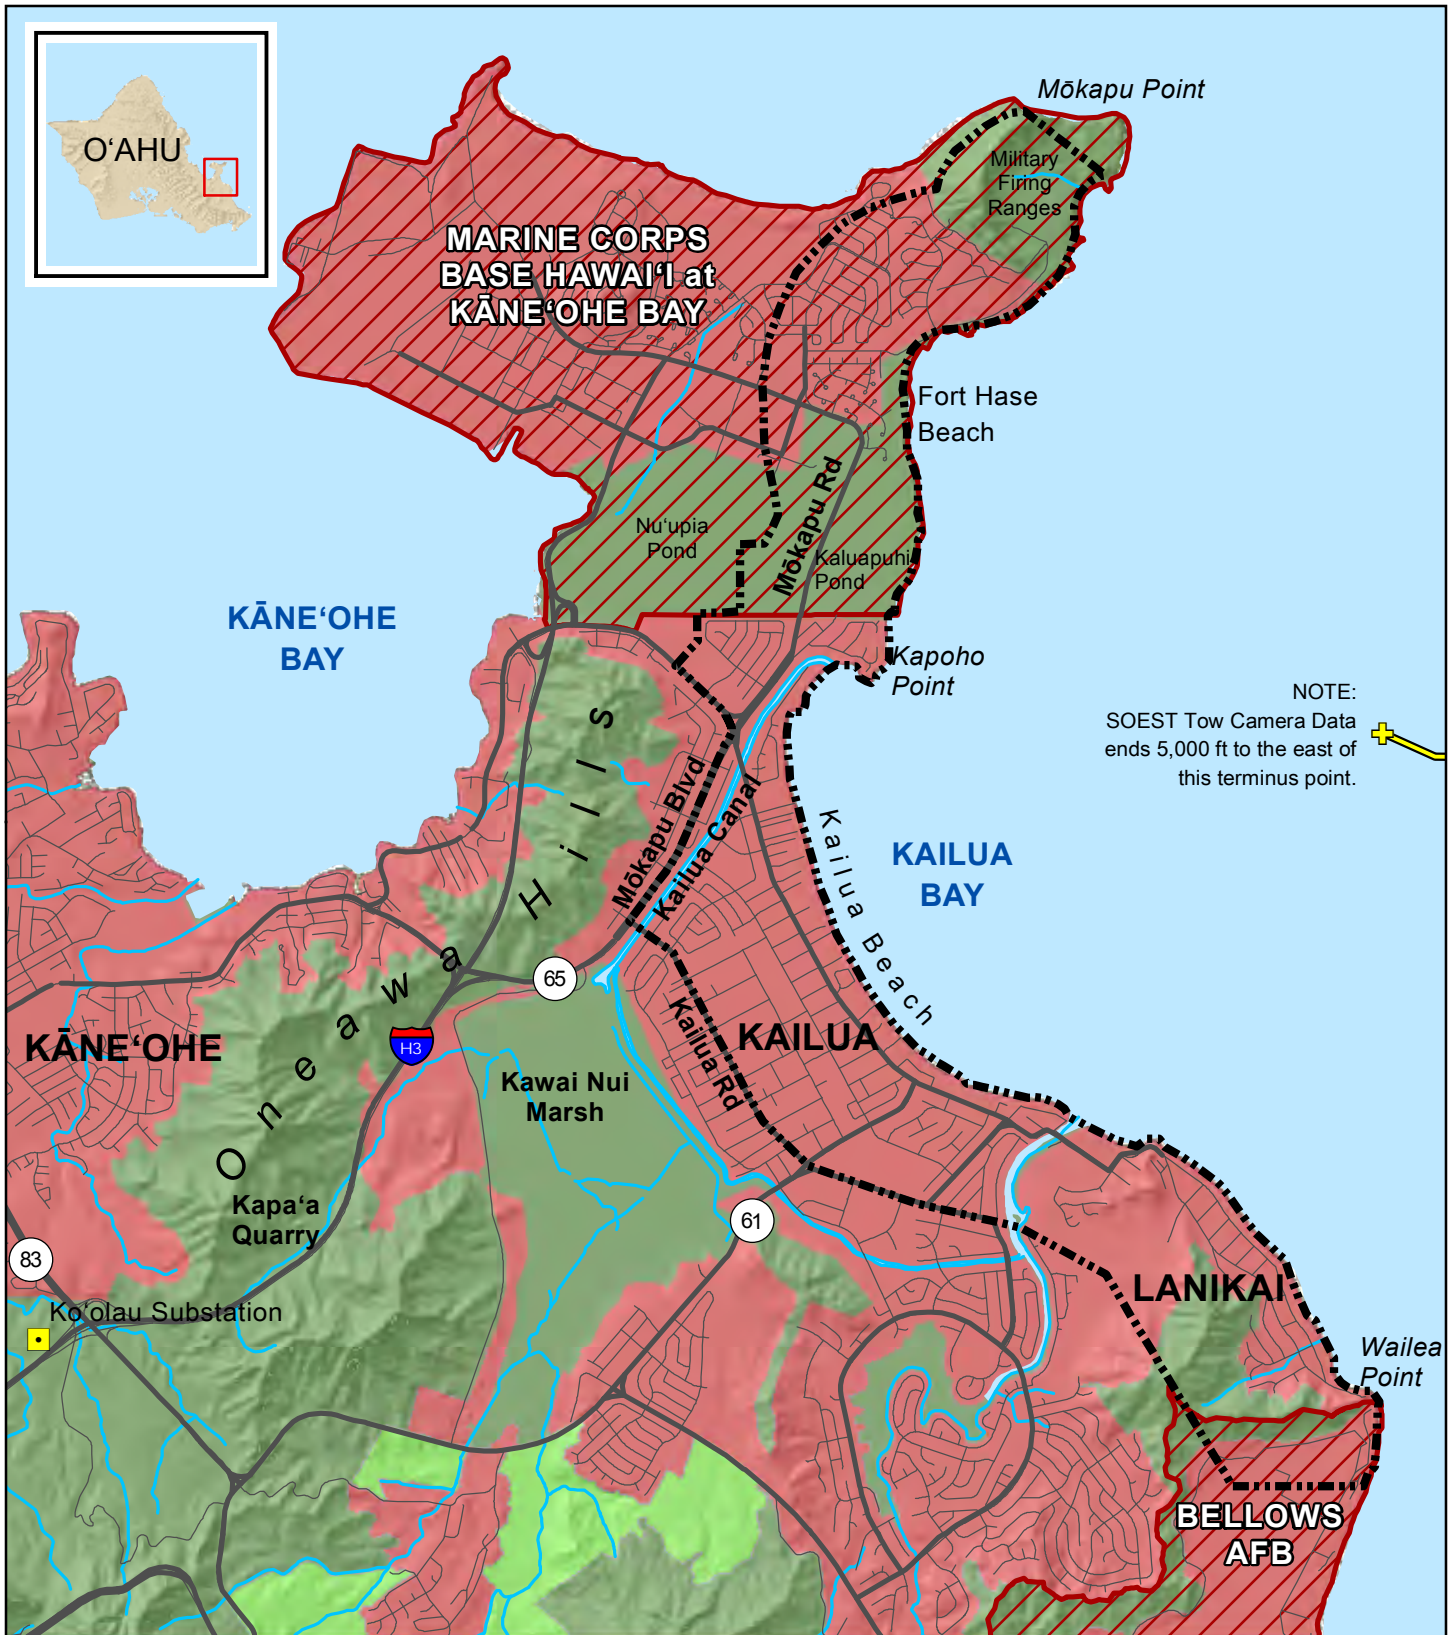 O‘AHU
Mōkapu Point
Military
Firing
Ranges
MARINE CORPS
BASE HAWAI‘I at
KĀNE‘OHE BAY
Fort Hase
Beach
Mōkapu Rd
Nu‘upia
Pond
Kaluapuhi
Pond
KĀNE‘OHE
BAY
Kapoho
Point
NOTE:
SOEST Tow Camera Data
ends 5,000 ft to the east of
this terminus point.
Mōkapu Blvd
Kailua Canal
Kailua Beach
KAILUA
BAY
Oneawa Hills
65
KĀNE‘OHE
H3
Kailua Rd
KAILUA
Kawai Nui
Marsh
Kapa‘a
Quarry
61
83
LANIKAI
Ko‘olau Substation
Wailea
Point
BELLOWS
AFB